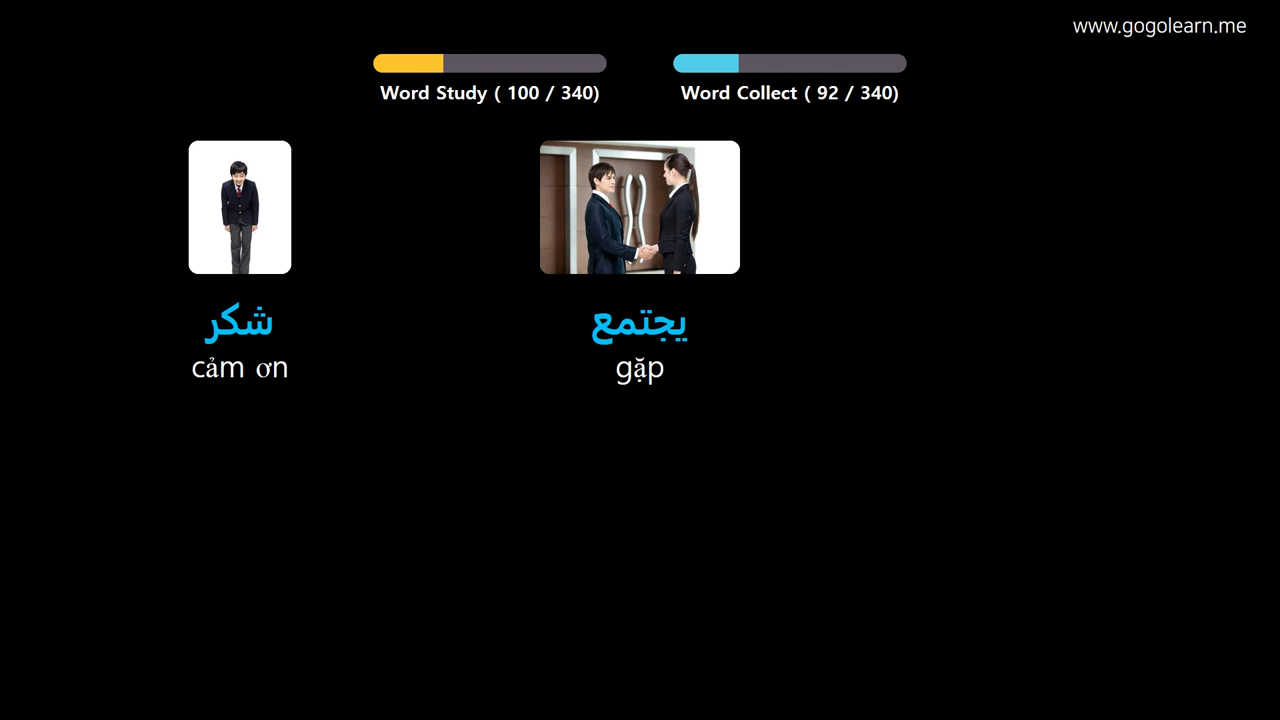 www.gogolearn.me
Word Study ( 100 / 340)
Word Collect ( 92 / 340)
شكر
cảm ơn
يجتمع
gặp